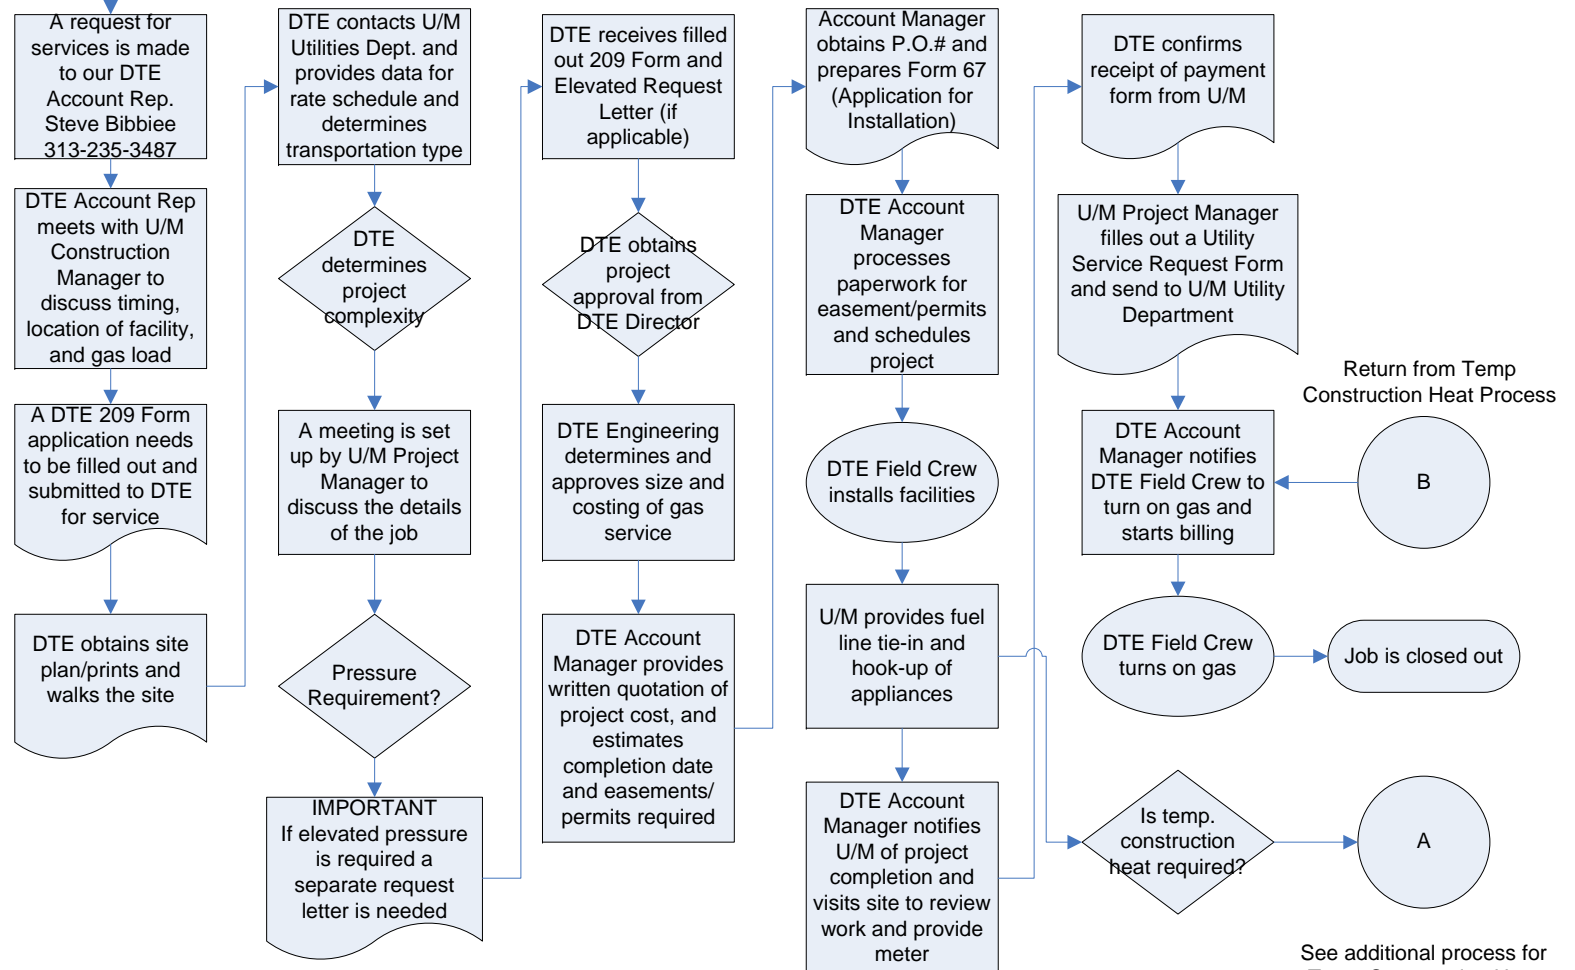 A request for
services is made
to our DTE
Account Rep.
Steve Bibbiee
313-235-3487
DTE Account Rep
meets with U/M
Construction
Manager to
discuss timing,
location of facility,
and gas load
A DTE 209 Form
application needs
to be filled out and
submitted to DTE
for service
DTE obtains site
plan/prints and
walks the site
DTE contacts U/M
Utilities Dept. and
provides data for
rate schedule and
determines
transportation type
DTE
determines
project
complexity
A meeting is set
up by U/M Project
Manager to
discuss the details
of the job
Pressure
Requirement?
IMPORTANT
If elevated pressure
is required a
separate request
letter is needed
DTE receives filled
out 209 Form and
Elevated Request
Letter (if
applicable)
DTE obtains
project
approval from
DTE Director
DTE Engineering
determines and
approves size and
costing of gas
service
DTE Account
Manager provides
written quotation of
project cost, and
estimates
completion date
and easements/
permits required
Account Manager
obtains P.O.# and
prepares Form 67
(Application for
Installation)
DTE Account
Manager
processes
paperwork for
easement/permits
and schedules
project
DTE Field Crew
installs facilities
U/M provides fuel
line tie-in and
hook-up of
appliances
DTE Account
Manager notifies
U/M of project
completion and
visits site to review
work and provide
meter
DTE confirms
receipt of payment
form from U/M
U/M Project Manager
filles out a Utility
Service Request Form
and send to U/M Utility
Department
DTE Account
Manager notifies
DTE Field Crew to
turn on gas and
starts billing
DTE Field Crew
turns on gas
Is temp.
construction
heat required?
Return from Temp
Construction Heat Process
B
Job is closed out
A
See additional process for